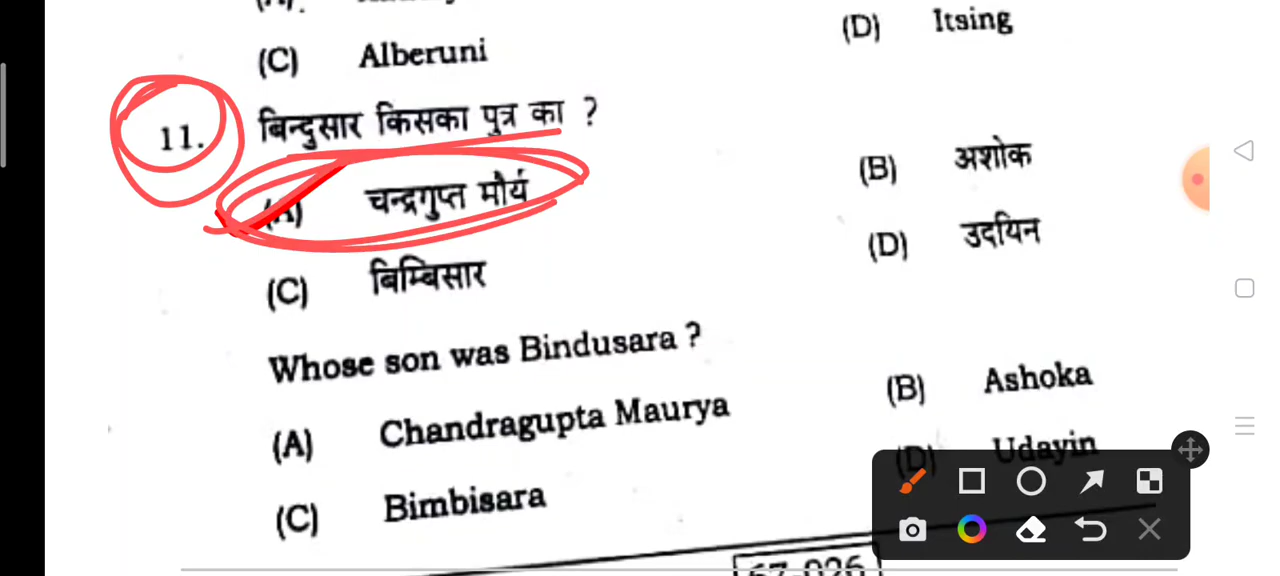 (D) Itsing
(C) Alberuni
11. बिन्दुसार किसका पुत्र का ?
(A) चन्द्रगुप्त मौर्य (B) अशोक
(C) बिम्बिसार (D) उदयिन
Whose son was Bindusara ?
(A) Chandragupta Maurya (B) Ashoka
(C) Bimbisara (D) Udayin